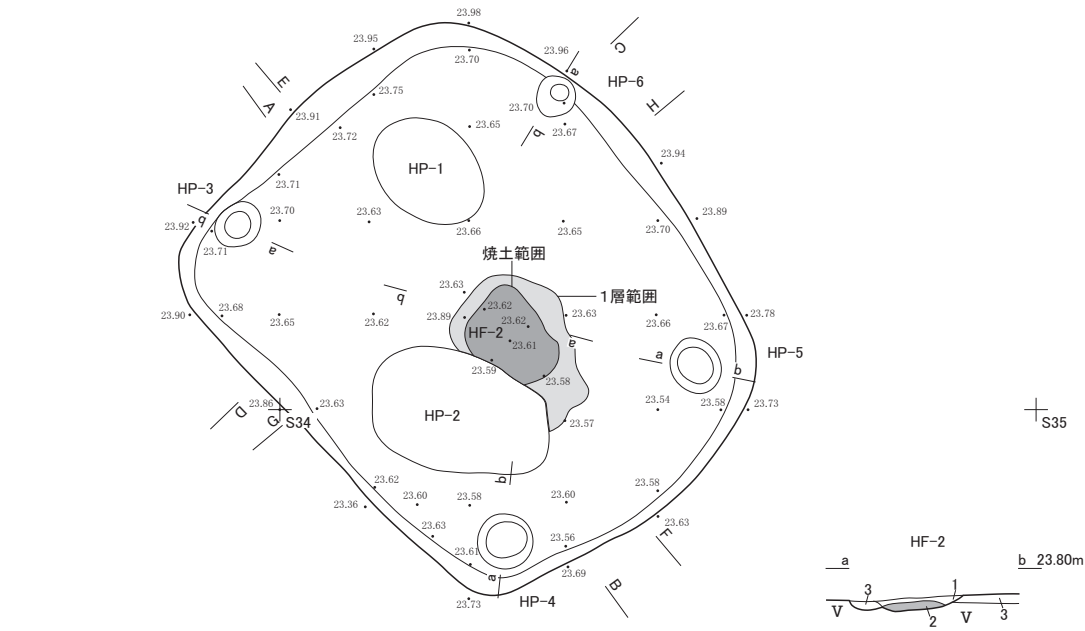 23.98
23.95
23.70
23.96
a
C
HP-6
E
A
23.75
23.91
23.72
23.65
23.70
b
23.67
H
HP-1
23.94
HP-3
23.71
23.92
b
23.70
23.63
23.66
23.65
23.70
23.89
23.71
a
焼土範囲
b
23.63
1層範囲
23.90
23.68
23.65
23.62
23.89
23.62
23.62
23.63
23.66
23.67
23.78
HF-2
23.61
a
a
HP-5
23.59
23.58
b
23.86
23.63
HP-2
23.54
23.58
23.73
D
G
S34
23.57
S35
b
23.62
23.60
23.58
23.60
23.58
23.36
23.63
23.63
23.61
23.56
F
a
23.69
23.73
HP-4
B
HF-2
a
b 23.80m
3
1
V
2
V
3